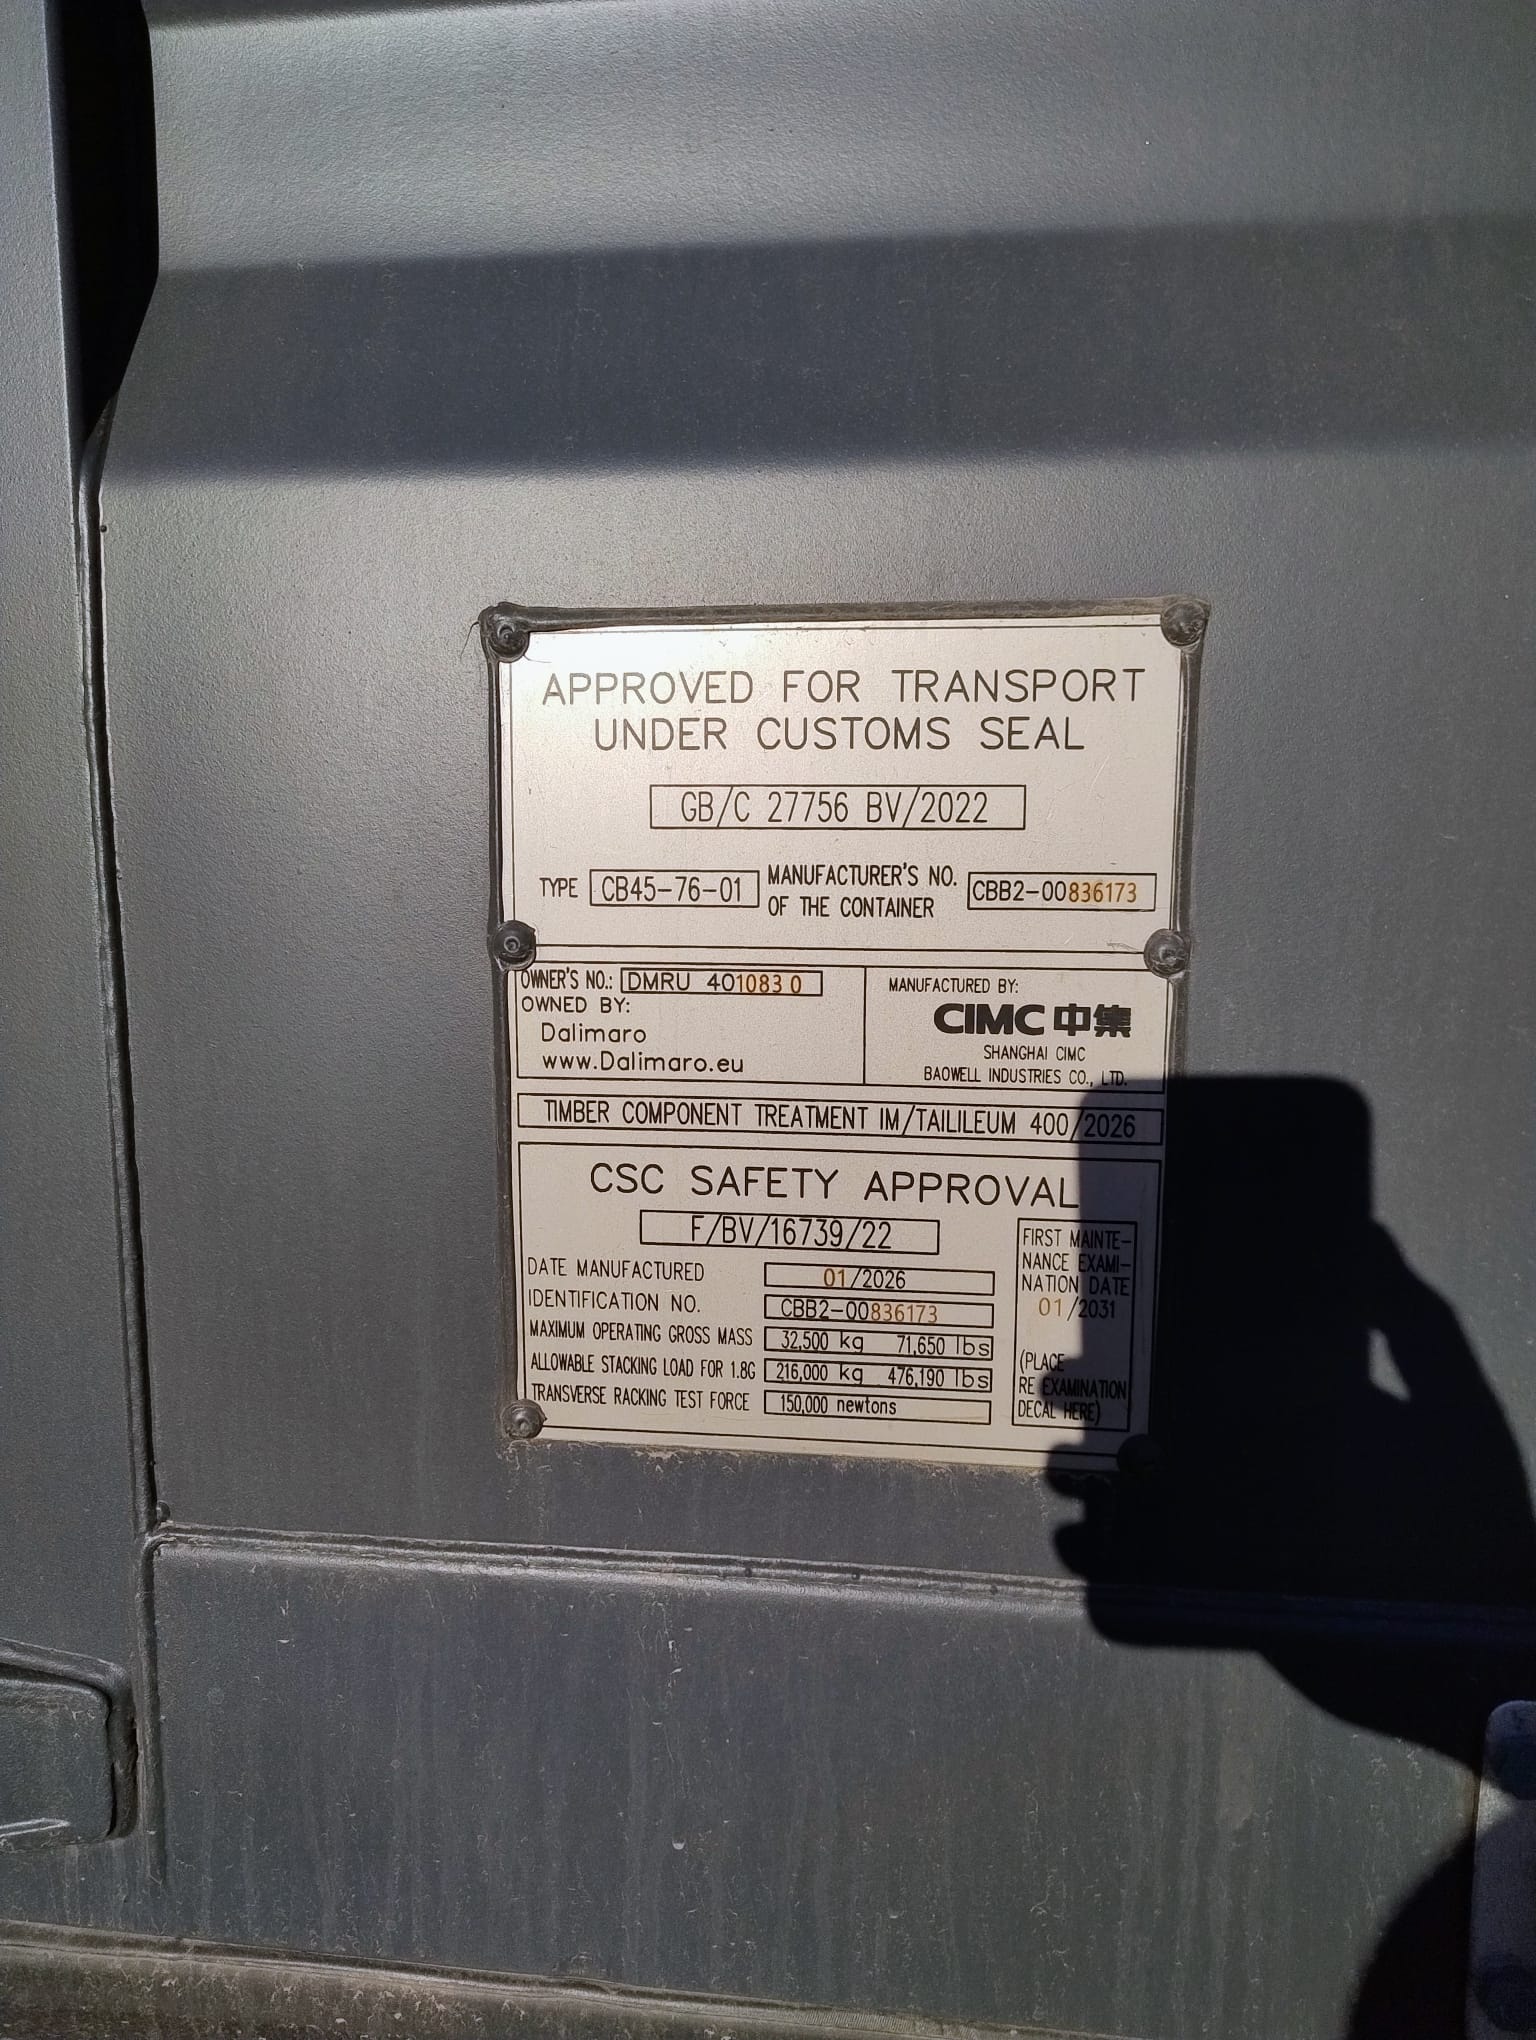 APPROVED FOR TRANSPORT
UNDER CUSTOMS SEAL
GB/C 27756 BV/2022
TYPE CB45-76-01 MANUFACTURER'S NO. OF THE CONTAINER CBB2-00836173
OWNER'S NO.: DMRU 401083 0
OWNED BY:
Dalimaro
www.Dalimaro.eu
MANUFACTURED BY:
CIMC 中集
SHANGHAI CIMC
BAOWELL INDUSTRIES CO., LTD.
TIMBER COMPONENT TREATMENT IM/TAILILEUM 400/2026
CSC SAFETY APPROVAL
F/BV/16739/22
DATE MANUFACTURED 01/2026
IDENTIFICATION NO. CBB2-00836173
MAXIMUM OPERATING GROSS MASS 32,500 kg 71,650 lbs
ALLOWABLE STACKING LOAD FOR 1.8G 216,000 kg 476,190 lbs
TRANSVERSE RACKING TEST FORCE 150,000 newtons
FIRST MAINTE-
NANCE EXAMI-
NATION DATE
01/2031
(PLACE
RE EXAMINATION
DECAL HERE)